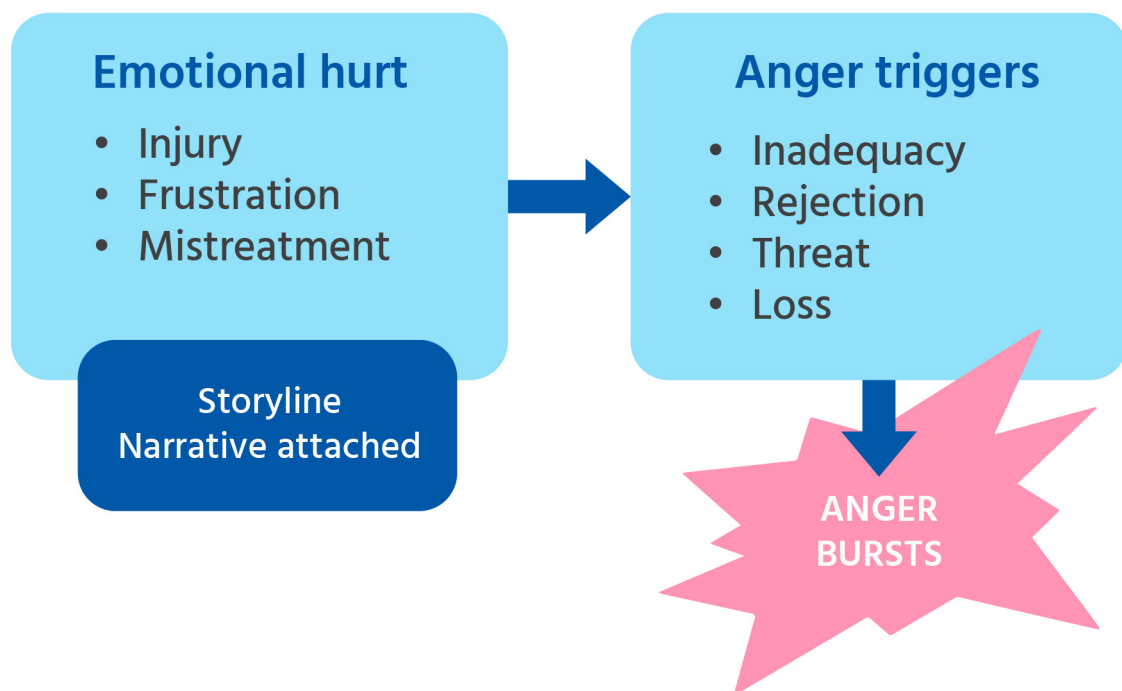 Emotional hurt
• Injury
• Frustration
• Mistreatment
Storyline
Narrative attached
Anger triggers
• Inadequacy
• Rejection
• Threat
• Loss
ANGER
BURSTS